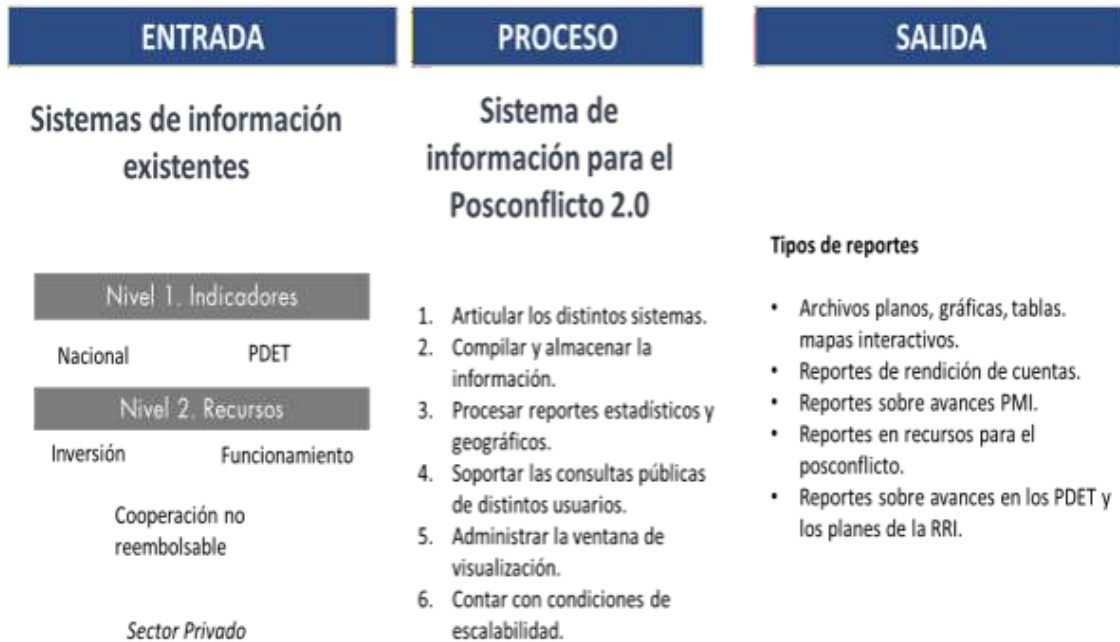 ENTRADA
Sistemas de información
existentes
Nivel 1. Indicadores
Nacional PDET
Nivel 2. Recursos
Inversión Funcionamiento
Cooperación no
reembolsable
Sector Privado
PROCESO
Sistema de
información para el
Posconflicto 2.0
1. Articular los distintos sistemas.
2. Compilar y almacenar la
información.
3. Procesar reportes estadísticos y
geográficos.
4. Soportar las consultas públicas
de distintos usuarios.
5. Administrar la ventana de
visualización.
6. Contar con condiciones de
escalabilidad.
SALIDA
Tipos de reportes
• Archivos planos, gráficas, tablas.
mapas interactivos.
• Reportes de rendición de cuentas.
• Reportes sobre avances PMI.
• Reportes en recursos para el
posconflicto.
• Reportes sobre avances en los PDET y
los planes de la RRI.